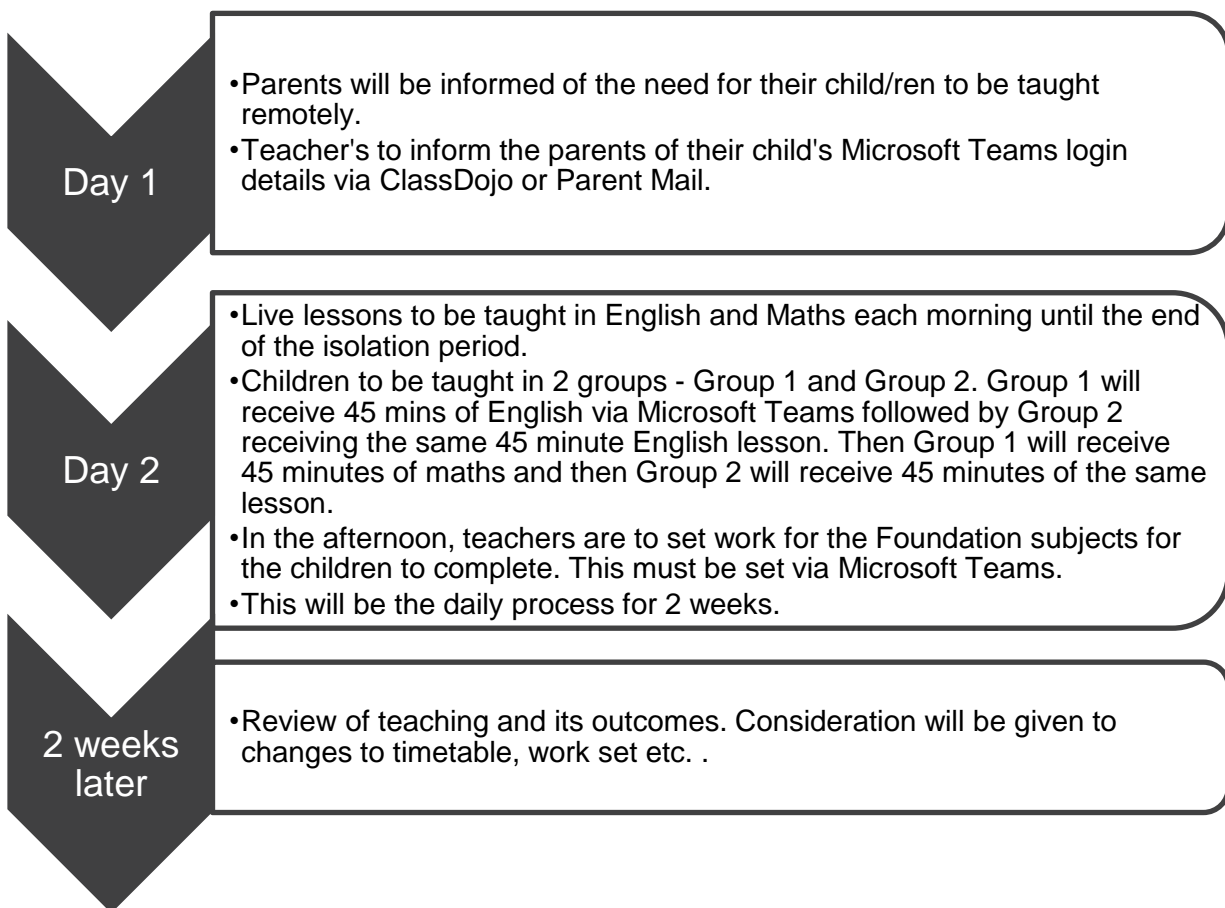 Day 1
•Parents will be informed of the need for their child/ren to be taught
remotely.
•Teacher's to inform the parents of their child's Microsoft Teams login
details via ClassDojo or Parent Mail.
Day 2
•Live lessons to be taught in English and Maths each morning until the end
of the isolation period.
•Children to be taught in 2 groups - Group 1 and Group 2. Group 1 will
receive 45 mins of English via Microsoft Teams followed by Group 2
receiving the same 45 minute English lesson. Then Group 1 will receive
45 minutes of maths and then Group 2 will receive 45 minutes of the same
lesson.
•In the afternoon, teachers are to set work for the Foundation subjects for
the children to complete. This must be set via Microsoft Teams.
•This will be the daily process for 2 weeks.
2 weeks
later
•Review of teaching and its outcomes. Consideration will be given to
changes to timetable, work set etc. .